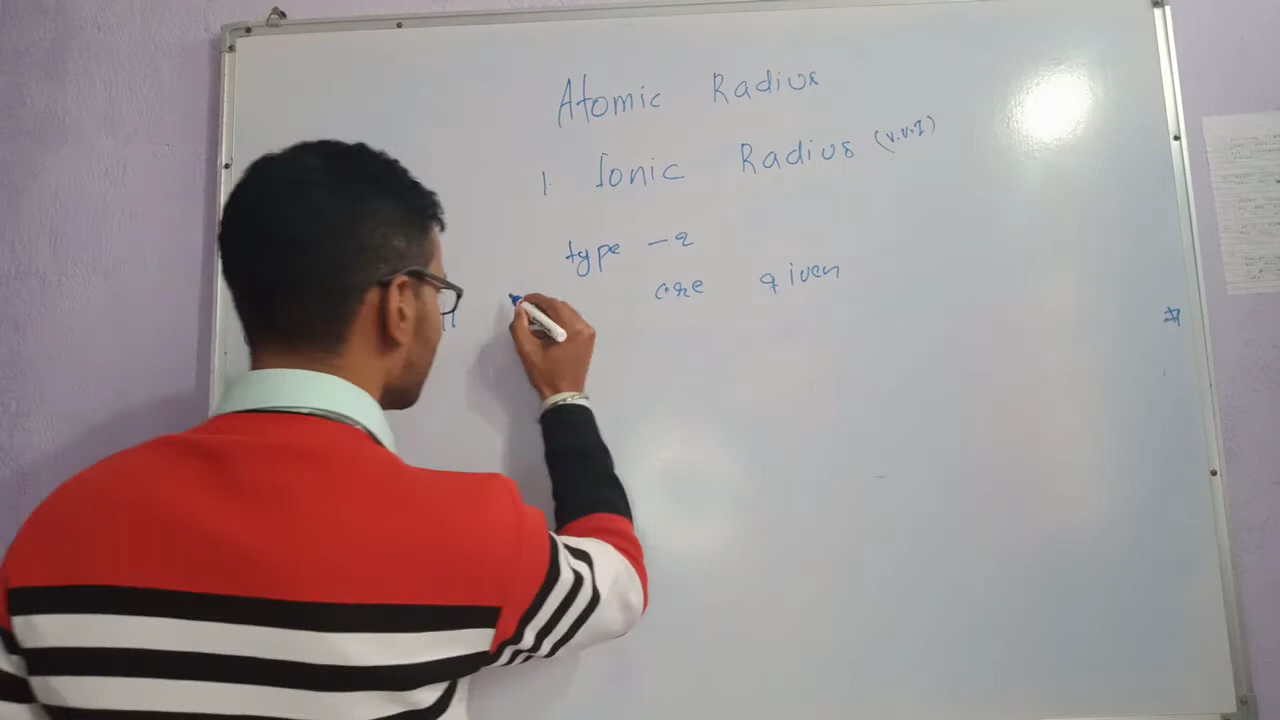 Atomic Radius
1. Ionic Radius (V.V.I)
type - 2
are given